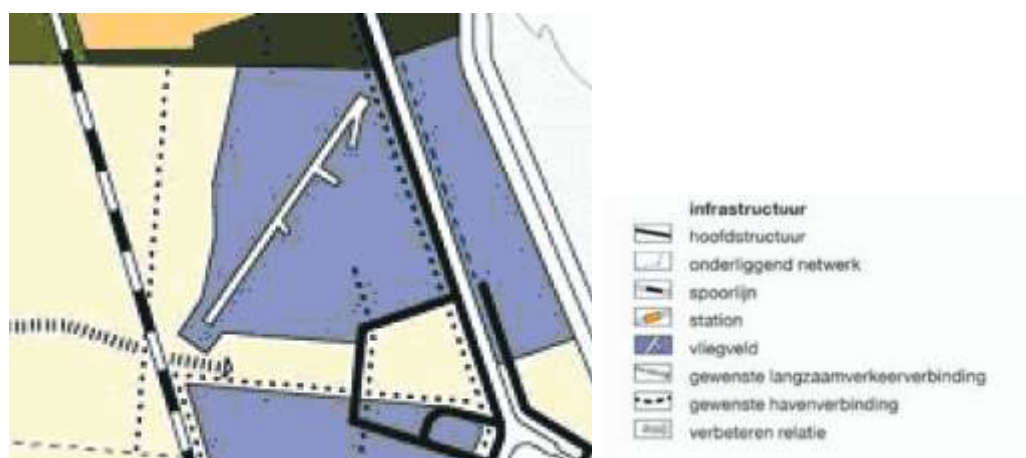 infrastructuur
hoofdstructuur
onderliggend netwerk
spoorlijn
station
vliegveld
gewenste langzaamverkeerverbinding
gewenste havenverbinding
verbeteren relatie